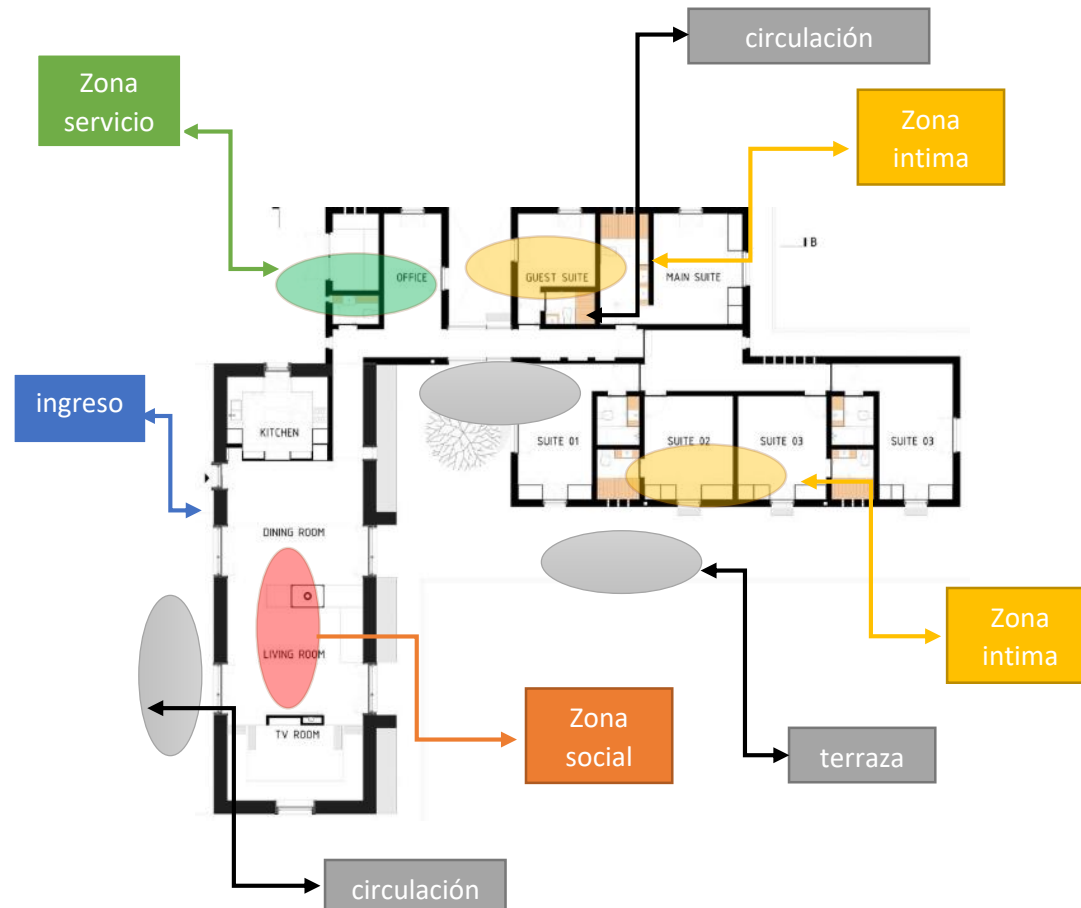 circulación
Zona
servicio
Zona
intima
B
OFFICE
GUEST SUITE
MAIN SUITE
ingreso
KITCHEN
SUITE 01
SUITE 02
SUITE 03
SUITE 03
DINING ROOM
LIVING ROOM
Zona
intima
Zona
social
TV ROOM
terraza
circulación